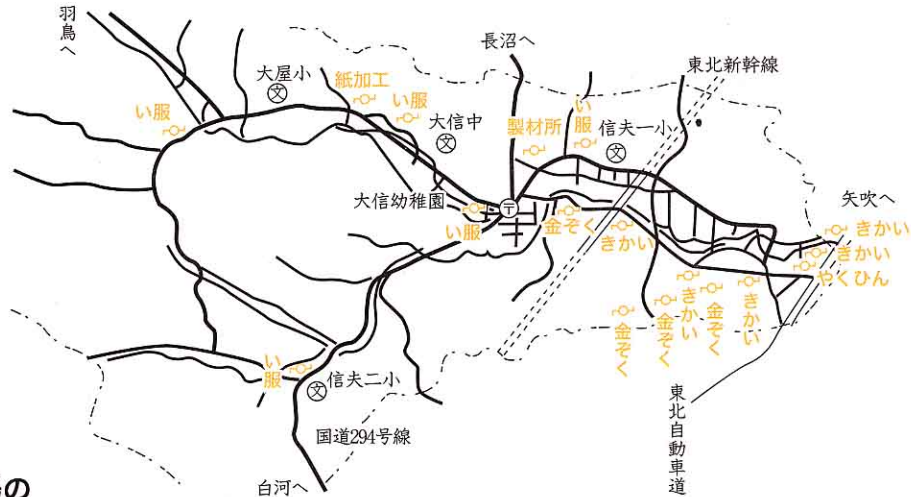 羽鳥へ
大屋小
文
紙加工
い服
い服
大信中
文
長沼へ
東北新幹線
製材所
い服
信夫一小
文
大信幼稚園
〒
い服
金ぞく
きかい
矢吹へ
きかい
きかい
やくひん
金ぞく
金ぞく
きかい
金ぞく
きかい
い服
文
信夫二小
国道294号線
白河へ
東北自動車道
の